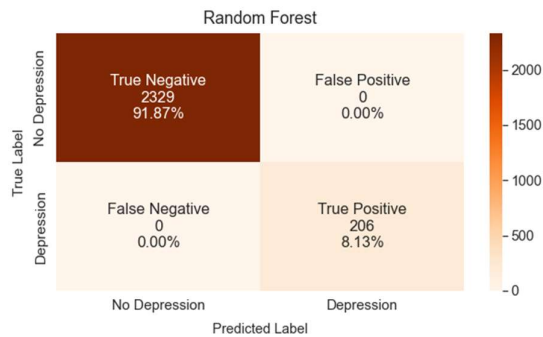 Random Forest
True Label
No Depression
Depression
True Negative
2329
91.87%
False Positive
0
0.00%
False Negative
0
0.00%
True Positive
206
8.13%
No Depression
Depression
Predicted Label
2000
1500
1000
500
0